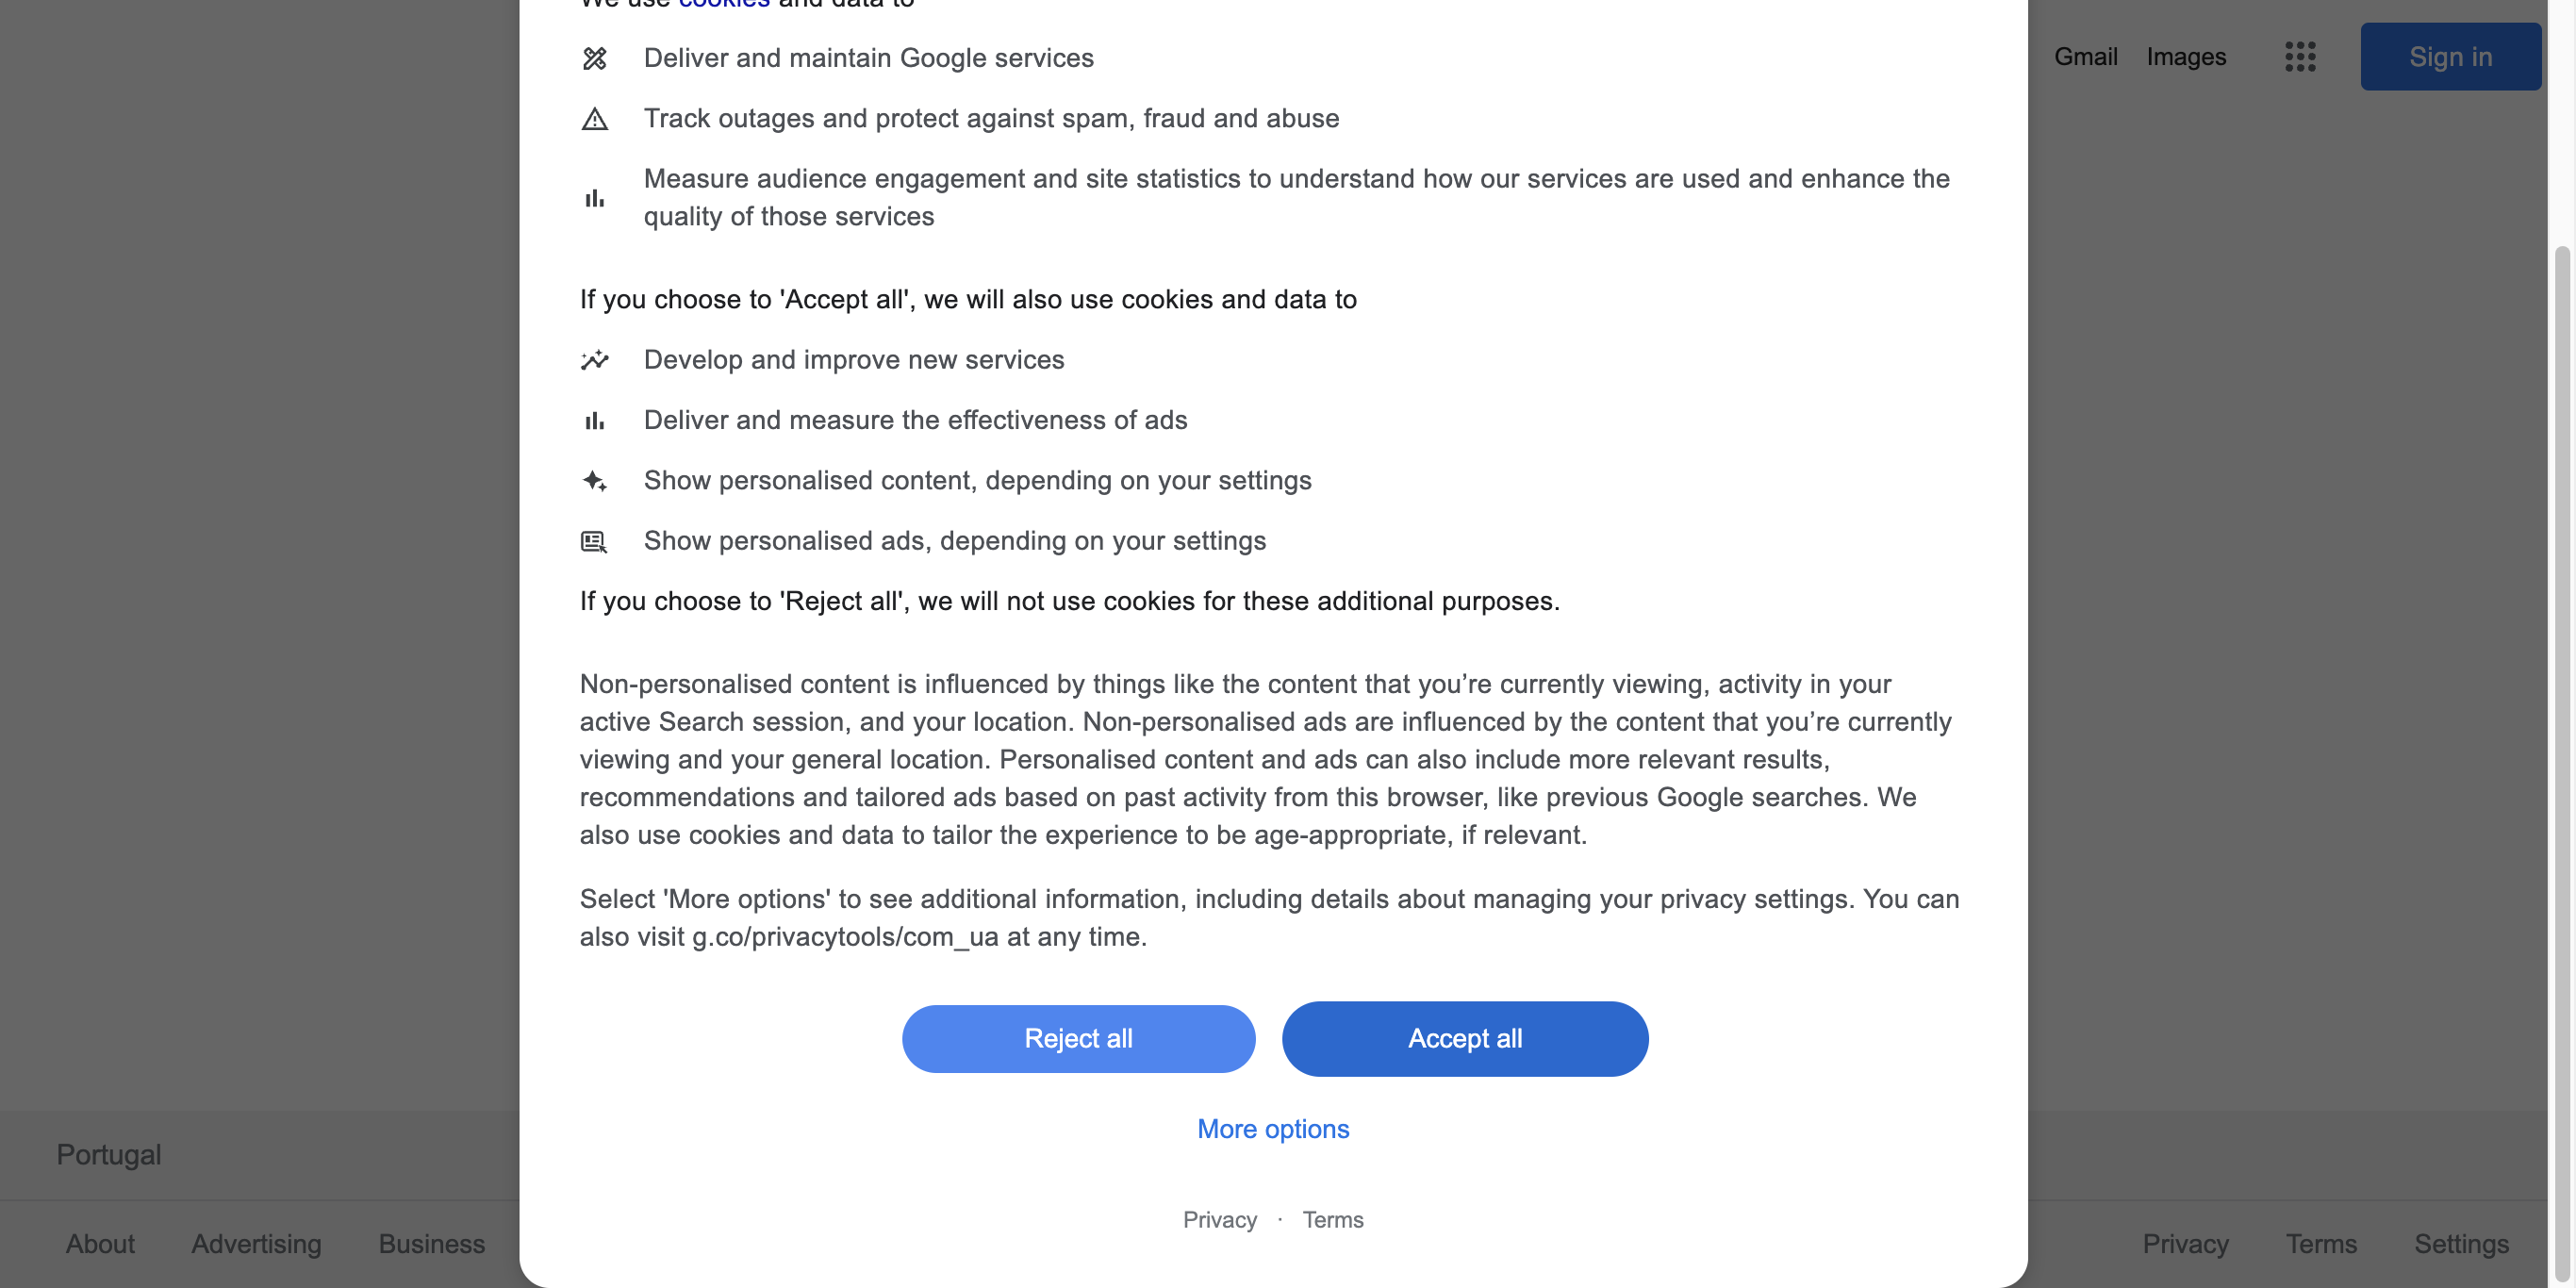 We use cookies and data to
Deliver and maintain Google services
Gmail Images Sign in
Track outages and protect against spam, fraud and abuse
Measure audience engagement and site statistics to understand how our services are used and enhance the
quality of those services
If you choose to 'Accept all', we will also use cookies and data to
Develop and improve new services
Deliver and measure the effectiveness of ads
Show personalised content, depending on your settings
Show personalised ads, depending on your settings
If you choose to 'Reject all', we will not use cookies for these additional purposes.
Non-personalised content is influenced by things like the content that you’re currently viewing, activity in your
active Search session, and your location. Non-personalised ads are influenced by the content that you’re currently
viewing and your general location. Personalised content and ads can also include more relevant results,
recommendations and tailored ads based on past activity from this browser, like previous Google searches. We
also use cookies and data to tailor the experience to be age-appropriate, if relevant.
Select 'More options' to see additional information, including details about managing your privacy settings. You can
also visit g.co/privacytools/com_ua at any time.
Reject all Accept all
More options
Portugal
Privacy · Terms
About Advertising Business
Privacy Terms Settings